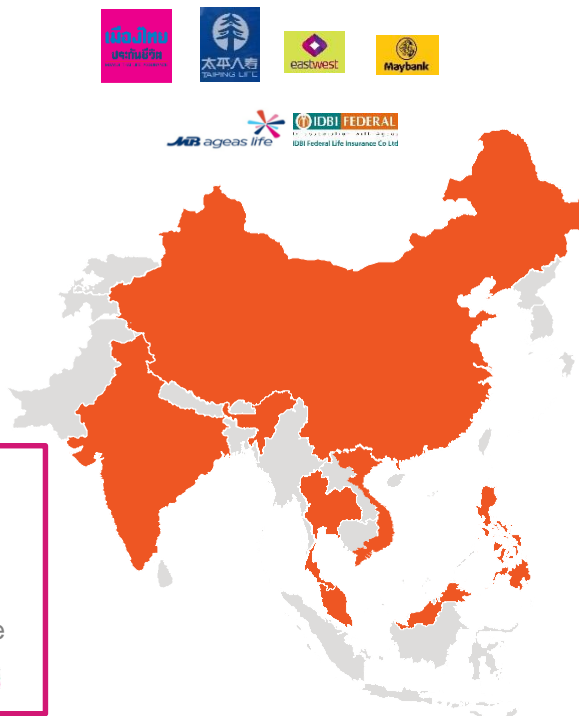 เมืองไทย
ประกันชีวิต
太平人寿
TAIPING LIFE
eastwest
Maybank
MB ageas life
IDBI FEDERAL
IDBI Federal Life Insurance Co Ltd
e